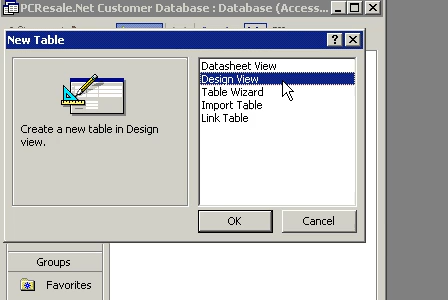 PCResale.Net Customer Database : Database (Access...
New Table
Datasheet View
Design View
Table Wizard
Import Table
Link Table
Create a new table in Design
view.
OK
Cancel
Groups
Favorites